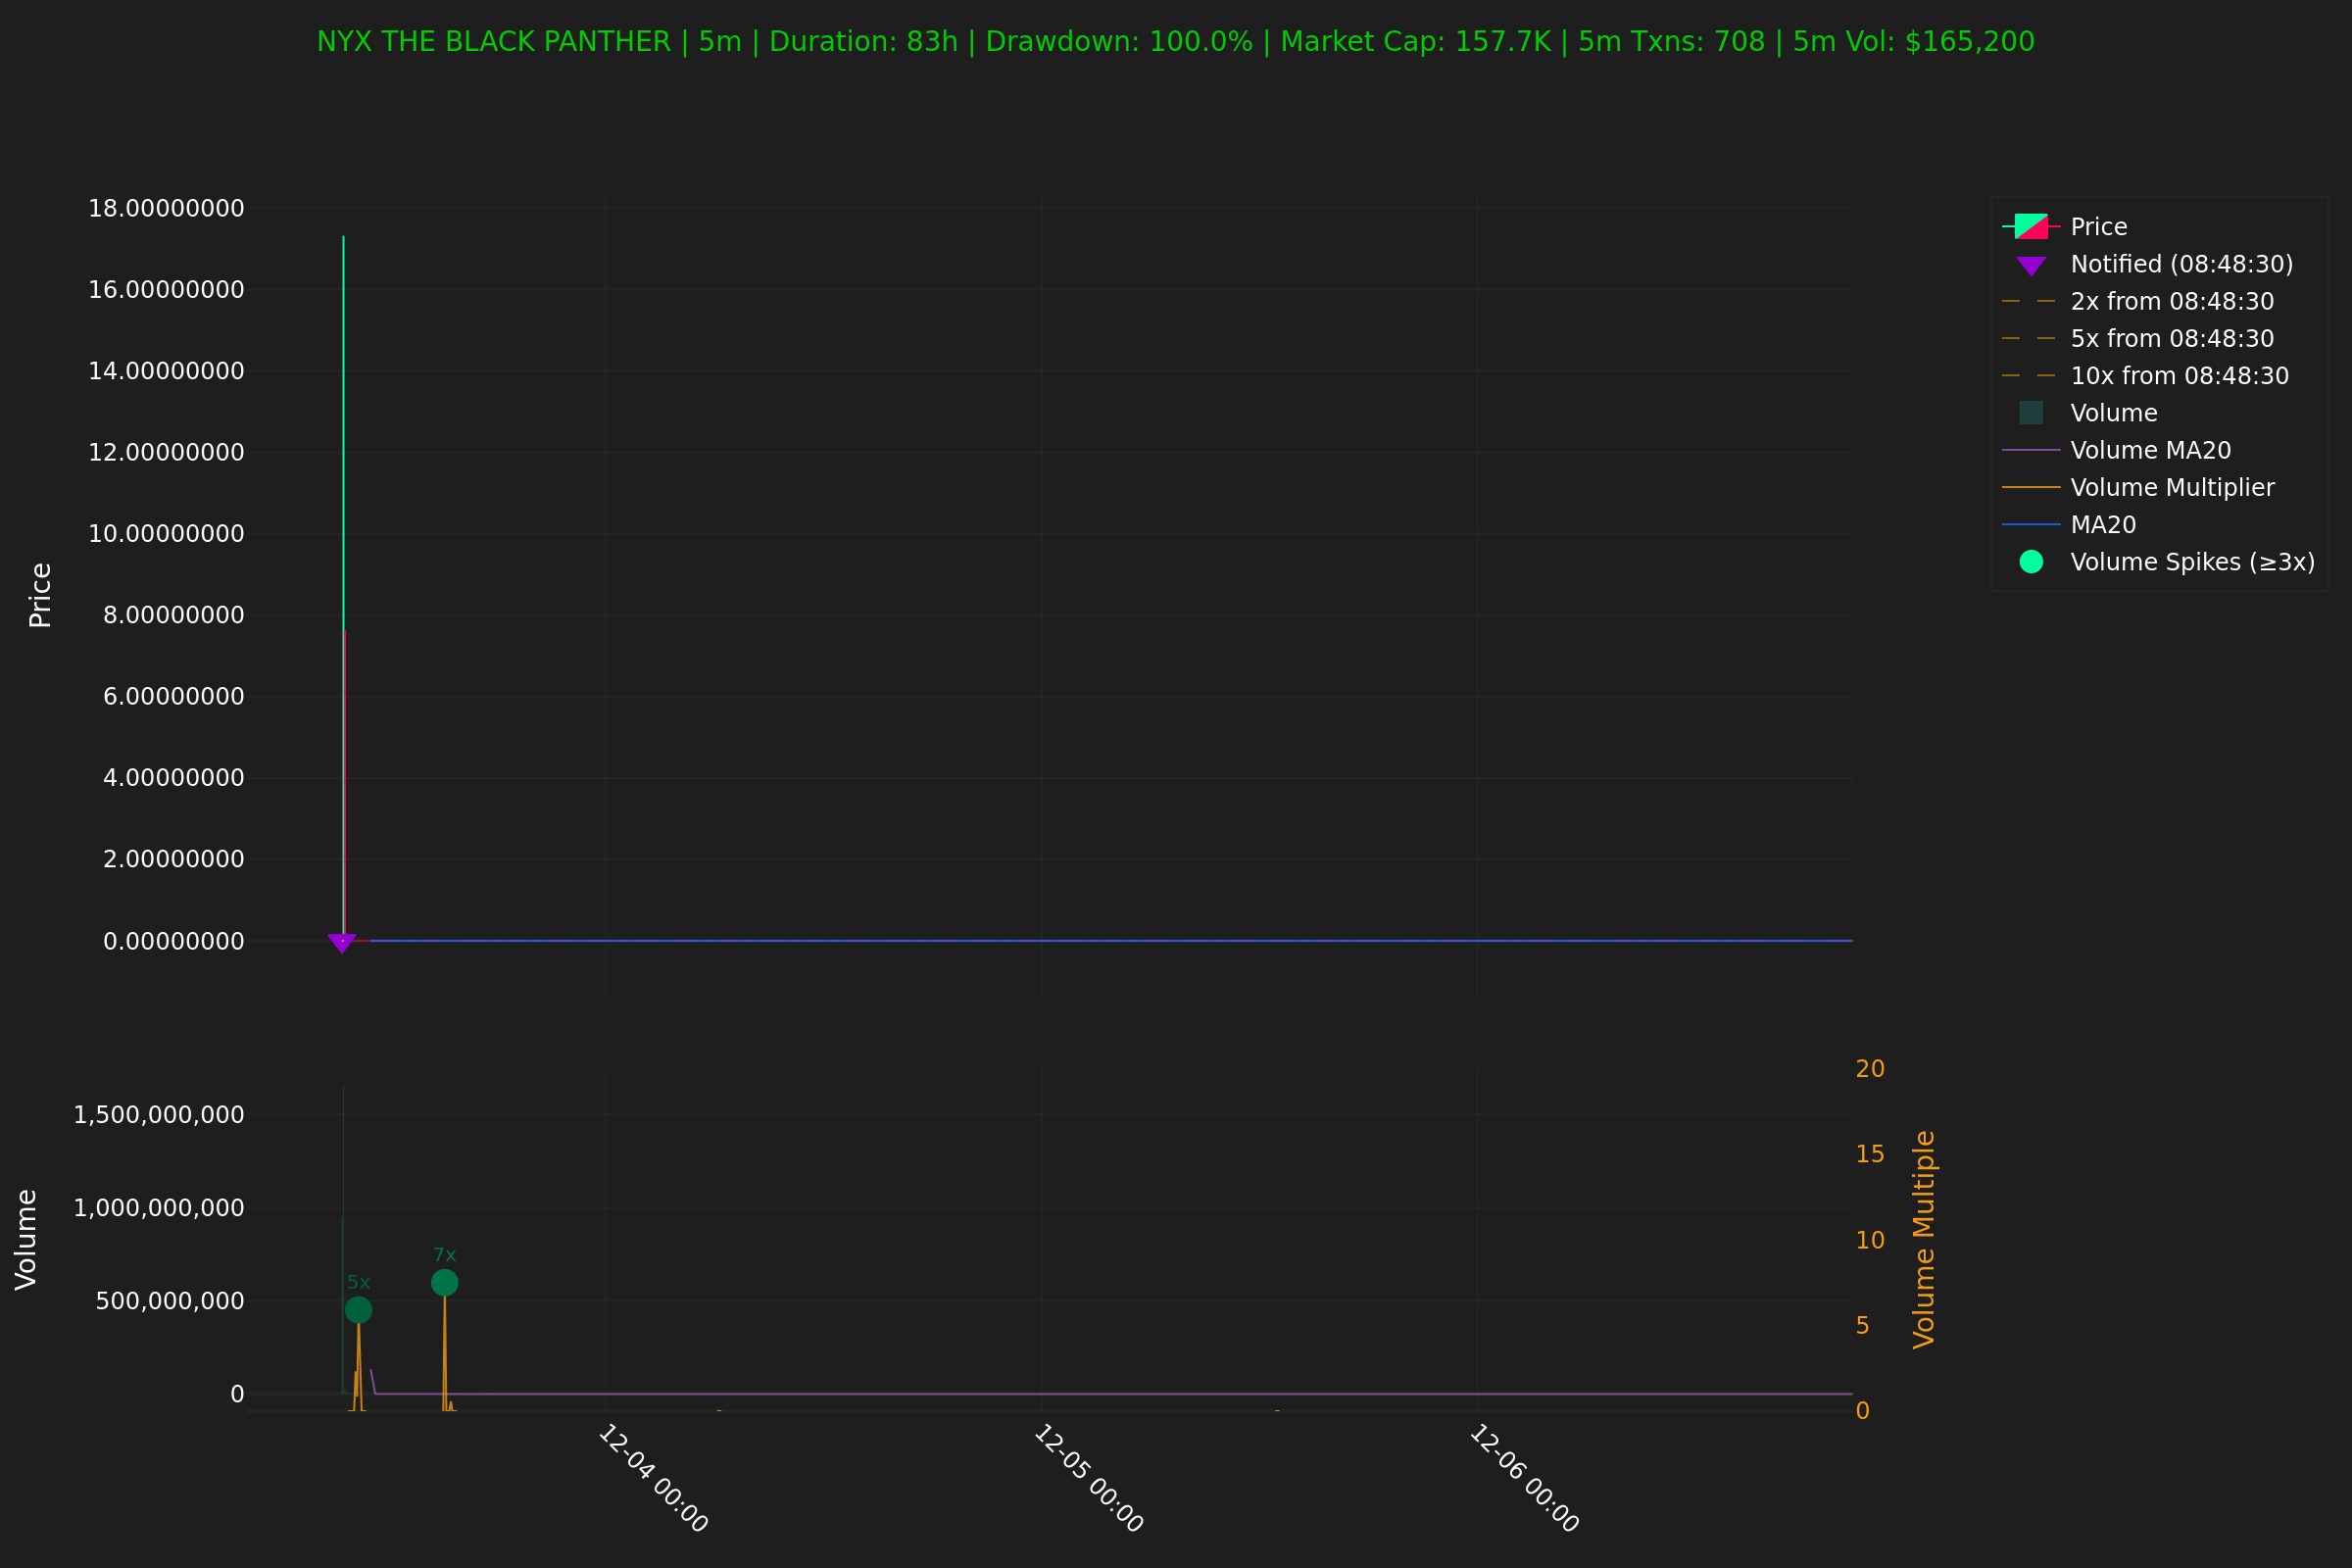 NYX THE BLACK PANTHER | 5m | Duration: 83h | Drawdown: 100.0% | Market Cap: 157.7K | 5m Txns: 708 | 5m Vol: $165,200
Price
18.00000000
16.00000000
14.00000000
12.00000000
10.00000000
8.00000000
6.00000000
4.00000000
2.00000000
0.00000000
Price
Notified (08:48:30)
2x from 08:48:30
5x from 08:48:30
10x from 08:48:30
Volume
Volume MA20
Volume Multiplier
MA20
Volume Spikes (≥3x)
Volume
1,500,000,000
1,000,000,000
500,000,000
0
5x
7x
20
15
10
5
0
Volume Multiple
12-04 00:00
12-05 00:00
12-06 00:00